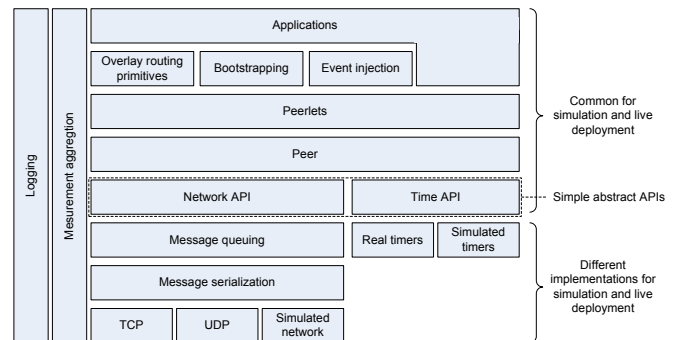 Logging
Mesurement aggregtion
Applications
Overlay routing
primitives
Bootstrapping
Event injection
Peerlets
Peer
Network API
Time API
Message queuing
Real timers
Simulated
timers
Message serialization
TCP
UDP
Simulated
network
Common for
simulation and live
deployment
Simple abstract APIs
Different
implementations for
simulation and live
deployment